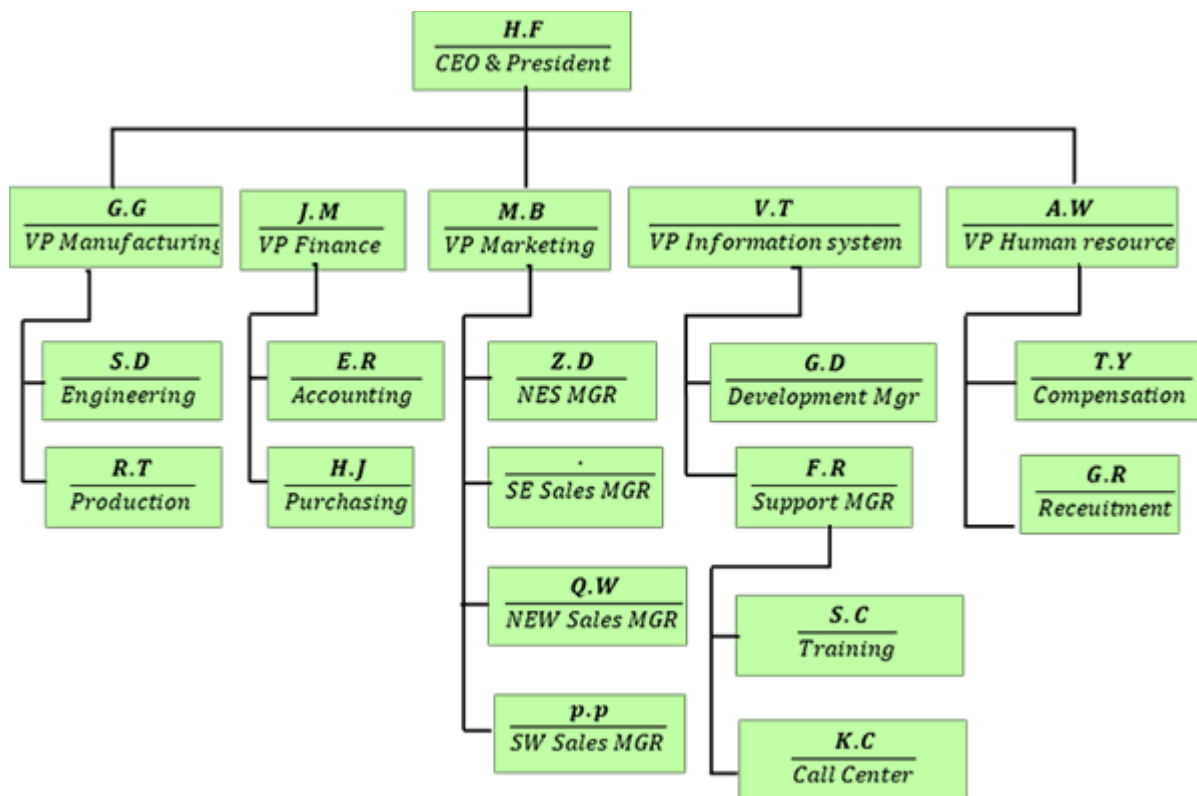 H.F
CEO & President
G.G
VP Manufacturing
J.M
VP Finance
M.B
VP Marketing
V.T
VP Information system
A.W
VP Human resource
S.D
Engineering
E.R
Accounting
Z.D
NES MGR
G.D
Development Mgr
T.Y
Compensation
R.T
Production
H.J
Purchasing
.
SE Sales MGR
F.R
Support MGR
G.R
Receuitment
Q.W
NEW Sales MGR
S.C
Training
p.p
SW Sales MGR
K.C
Call Center